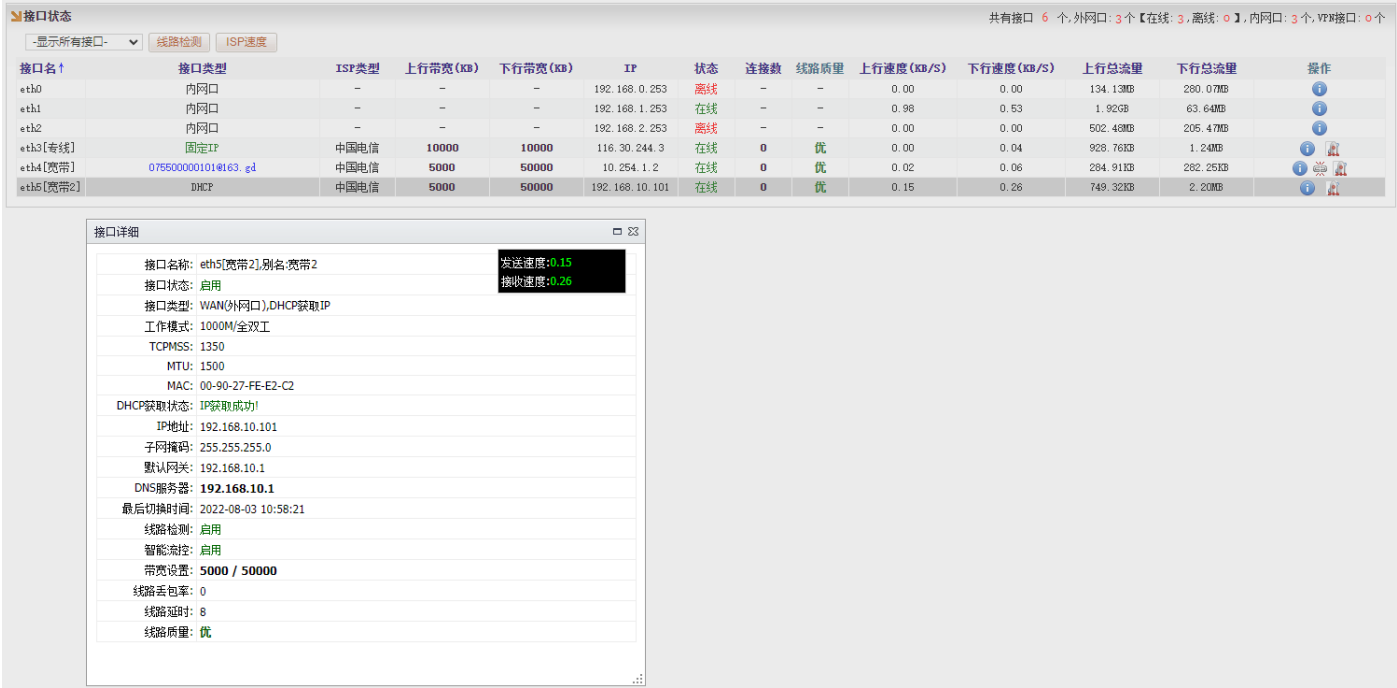 接口状态 共有接口 6 个,外网口:3个【在线:3,离线:0】,内网口:3个,VPN接口:0个
-显示所有接口- 线路检测 ISP速度
接口名↑ 接口类型 ISP类型 上行带宽(KB) 下行带宽(KB) IP 状态 连接数 线路质量 上行速度(KB/S) 下行速度(KB/S) 上行总流量 下行总流量 操作
eth0 内网口 - - - 192.168.0.253 离线 - - 0.00 0.00 134.13MB 280.07MB
eth1 内网口 - - - 192.168.1.253 在线 - - 0.98 0.53 1.92GB 63.64MB
eth2 内网口 - - - 192.168.2.253 离线 - - 0.00 0.00 502.48MB 205.47MB
eth3[专线] 固定IP 中国电信 10000 10000 116.30.244.3 在线 0 优 0.00 0.04 928.76KB 1.24MB
eth4[宽带] 075500000101@163.gd 中国电信 5000 50000 10.254.1.2 在线 0 优 0.02 0.06 284.91KB 282.25KB
eth5[宽带2] DHCP 中国电信 5000 50000 192.168.10.101 在线 0 优 0.15 0.26 749.32KB 2.20MB
接口详细
发送速度:0.15
接收速度:0.26
接口名称: eth5[宽带2],别名:宽带2
接口状态: 启用
接口类型: WAN(外网口),DHCP获取IP
工作模式: 1000M/全双工
TCPMSS: 1350
MTU: 1500
MAC: 00-90-27-FE-E2-C2
DHCP获取状态: IP获取成功!
IP地址: 192.168.10.101
子网掩码: 255.255.255.0
默认网关: 192.168.10.1
DNS服务器: 192.168.10.1
最后切换时间: 2022-08-03 10:58:21
线路检测: 启用
智能流控: 启用
带宽设置: 5000 / 50000
线路丢包率: 0
线路延时: 8
线路质量: 优